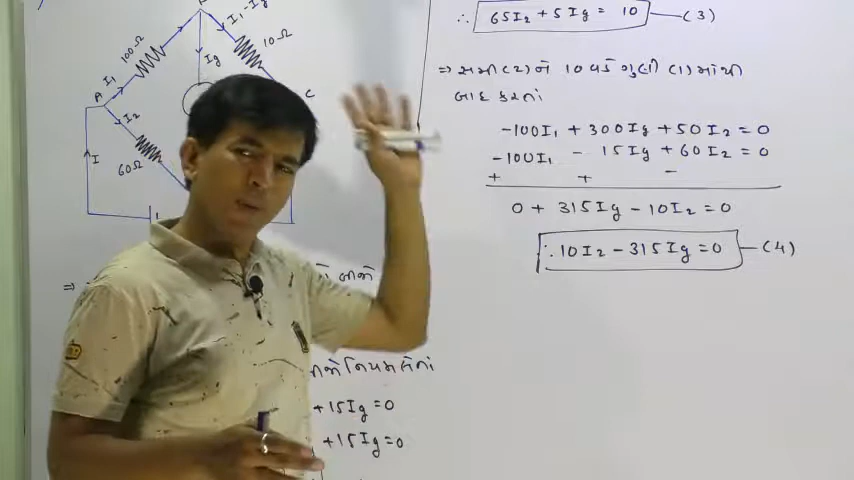 I₁ - Ig
100Ω
10Ω
I₁
Ig
A
C
I₂
60Ω
I
∴ 65I₂ + 5Ig = 10 —(3)
⇒ સમી (2) ને 10 વડે ગુણી (1) માંથી
બાદ કરતાં
-100I₁ + 300Ig + 50I₂ = 0
-100I₁ - 15Ig + 60I₂ = 0
+ + -
0 + 315Ig - 10I₂ = 0
∴ 10I₂ - 315Ig = 0 —(4)
⇒
+15Ig = 0
+15Ig = 0